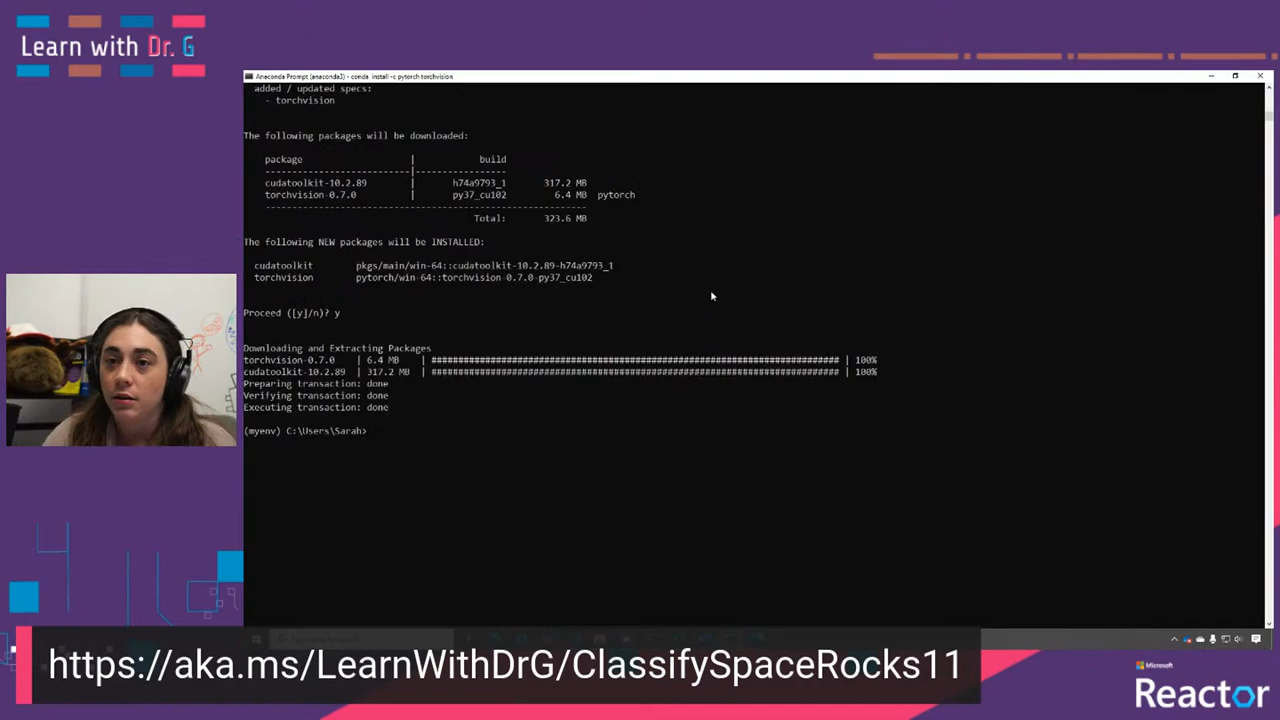 Learn with Dr. G
Anaconda Prompt (anaconda3) - conda install -c pytorch torchvision
added / updated specs:
- torchvision
The following packages will be downloaded:
package | build
---------------------------|-----------------
cudatoolkit-10.2.89 | h74a9793_1 317.2 MB
torchvision-0.7.0 | py37_cu102 6.4 MB pytorch
------------------------------------------------------------
Total: 323.6 MB
The following NEW packages will be INSTALLED:
cudatoolkit pkgs/main/win-64::cudatoolkit-10.2.89-h74a9793_1
torchvision pytorch/win-64::torchvision-0.7.0-py37_cu102
Proceed ([y]/n)? y
Downloading and Extracting Packages
torchvision-0.7.0 | 6.4 MB | ############################################################################ | 100%
cudatoolkit-10.2.89 | 317.2 MB | ############################################################################ | 100%
Preparing transaction: done
Verifying transaction: done
Executing transaction: done
(myenv) C:\Users\Sarah>
https://aka.ms/LearnWithDrG/ClassifySpaceRocks11
Microsoft
Reactor